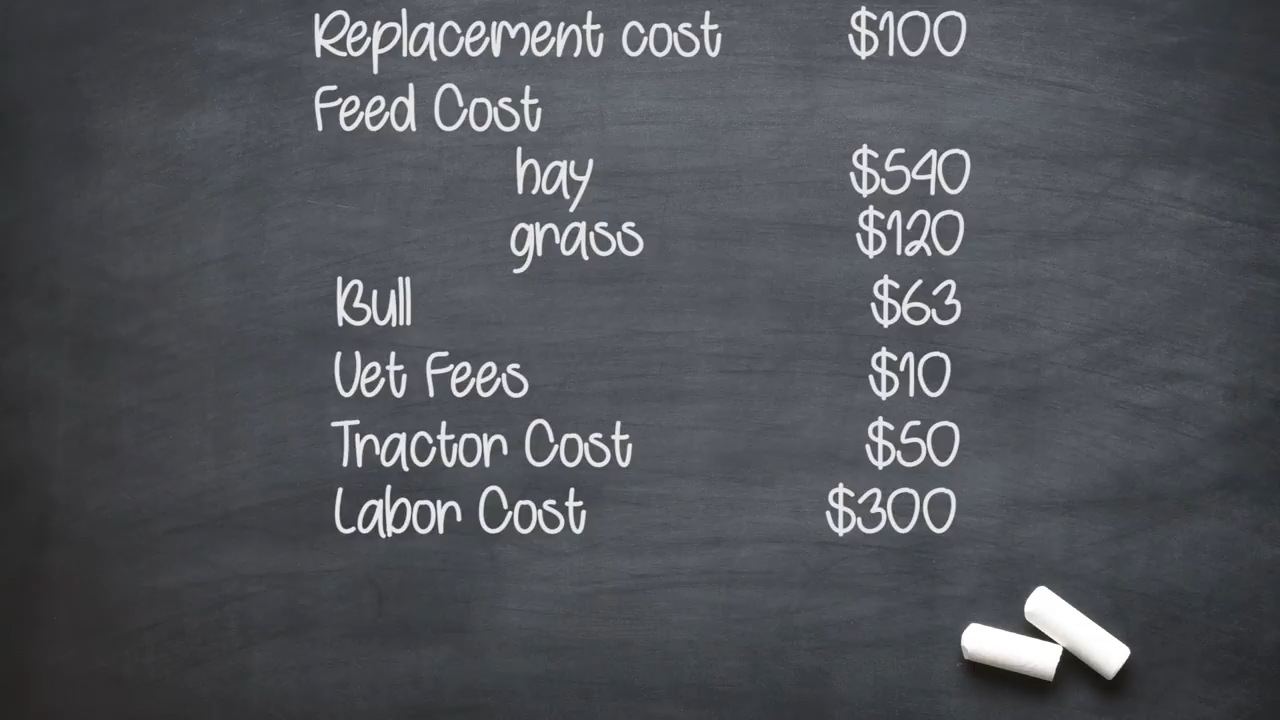 Replacement cost $100
Feed Cost
hay $540
grass $120
Bull $63
Vet Fees $10
Tractor Cost $50
Labor Cost $300